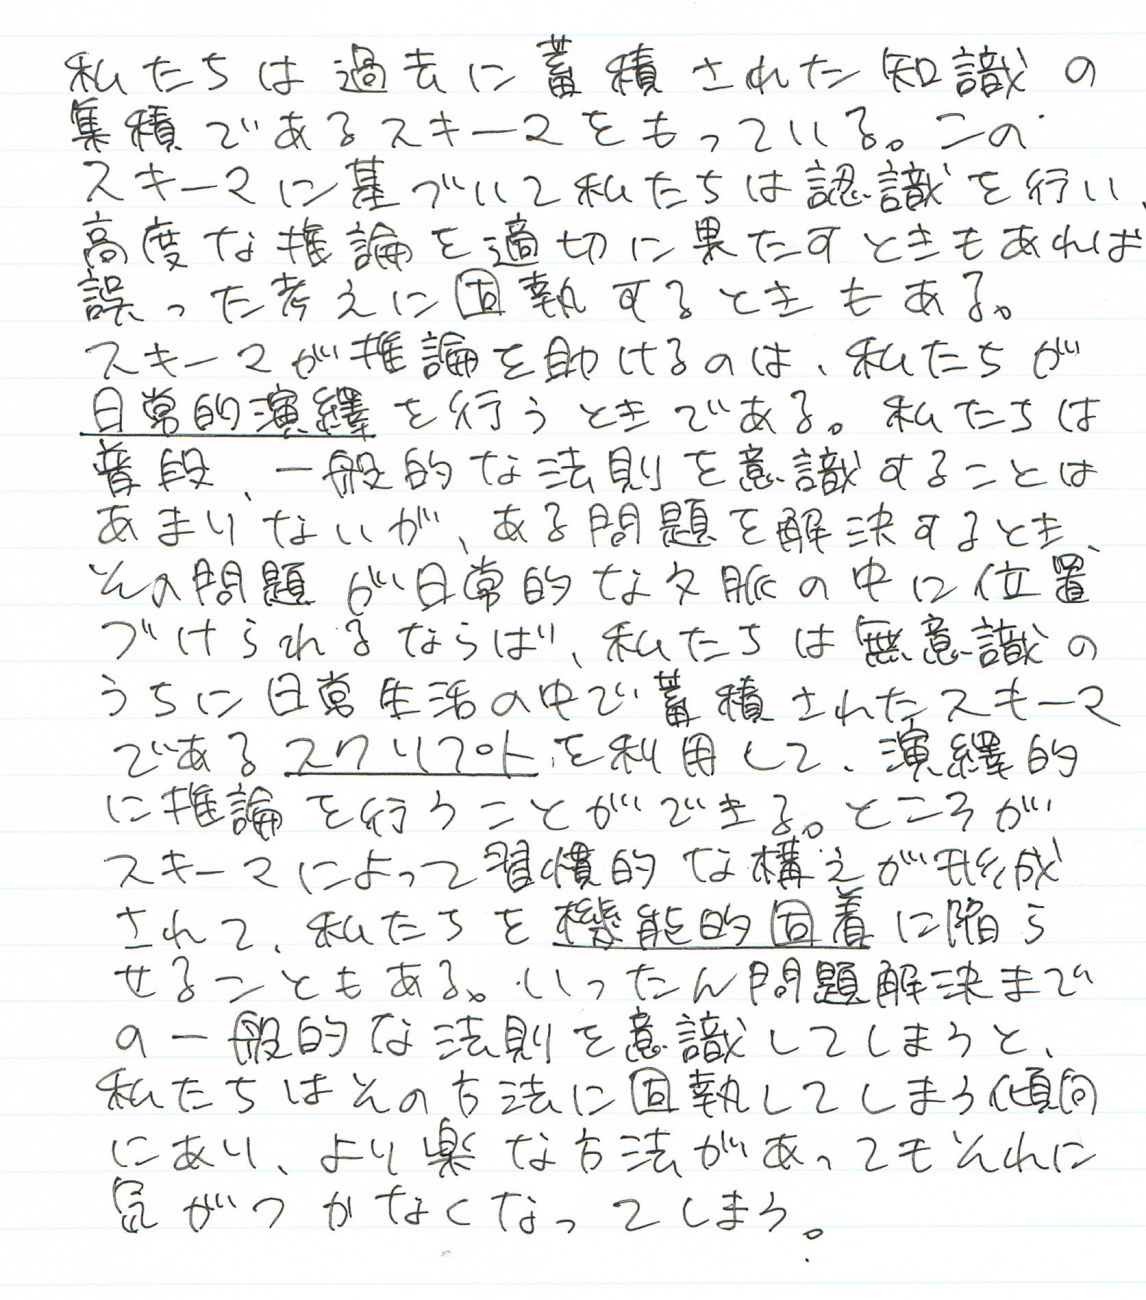 私たちは過去に蓄積された知識の
集積であるスキーマをもっている。この
スキーマに基づいて私たちは認識を行い、
高度な推論を適切に果たすときもあれば
誤った考えに固執するときもある。
スキーマが推論を助けるのは、私たちが
日常的演繹を行うときである。私たちは
普段、一般的な法則を意識することは
あまりないが、ある問題を解決するとき、
その問題が日常的な文脈の中に位置
づけられるならば、私たちは無意識の
うちに日常生活の中で蓄積されたスキーマ
であるスクリプトを利用して、演繹的
に推論を行うことができる。ところが
スキーマによって習慣的な構えが形成
されて、私たちを機能的固着に陥ら
せることもある。いったん問題解決まで
の一般的な法則を意識してしまうと、
私たちはその方法に固執してしまう傾向
にあり、より楽な方法があってもそれに
気がつかなくなってしまう。